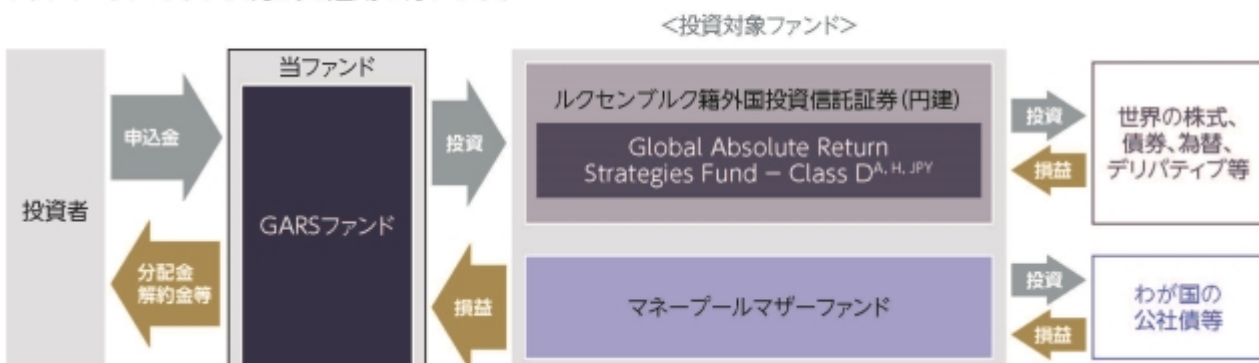 <投資対象ファンド>
投資者
申込金
分配金
解約金等
当ファンド
GARSファンド
投資
損益
ルクセンブルク籍外国投資信託証券(円建)
Global Absolute Return
Strategies Fund – Class Dᴬ· ᴴ· ᴶᴾᵞ
マネープールマザーファンド
投資
損益
世界の株式、
債券、為替、
デリバティブ等
投資
損益
わが国の
公社債等